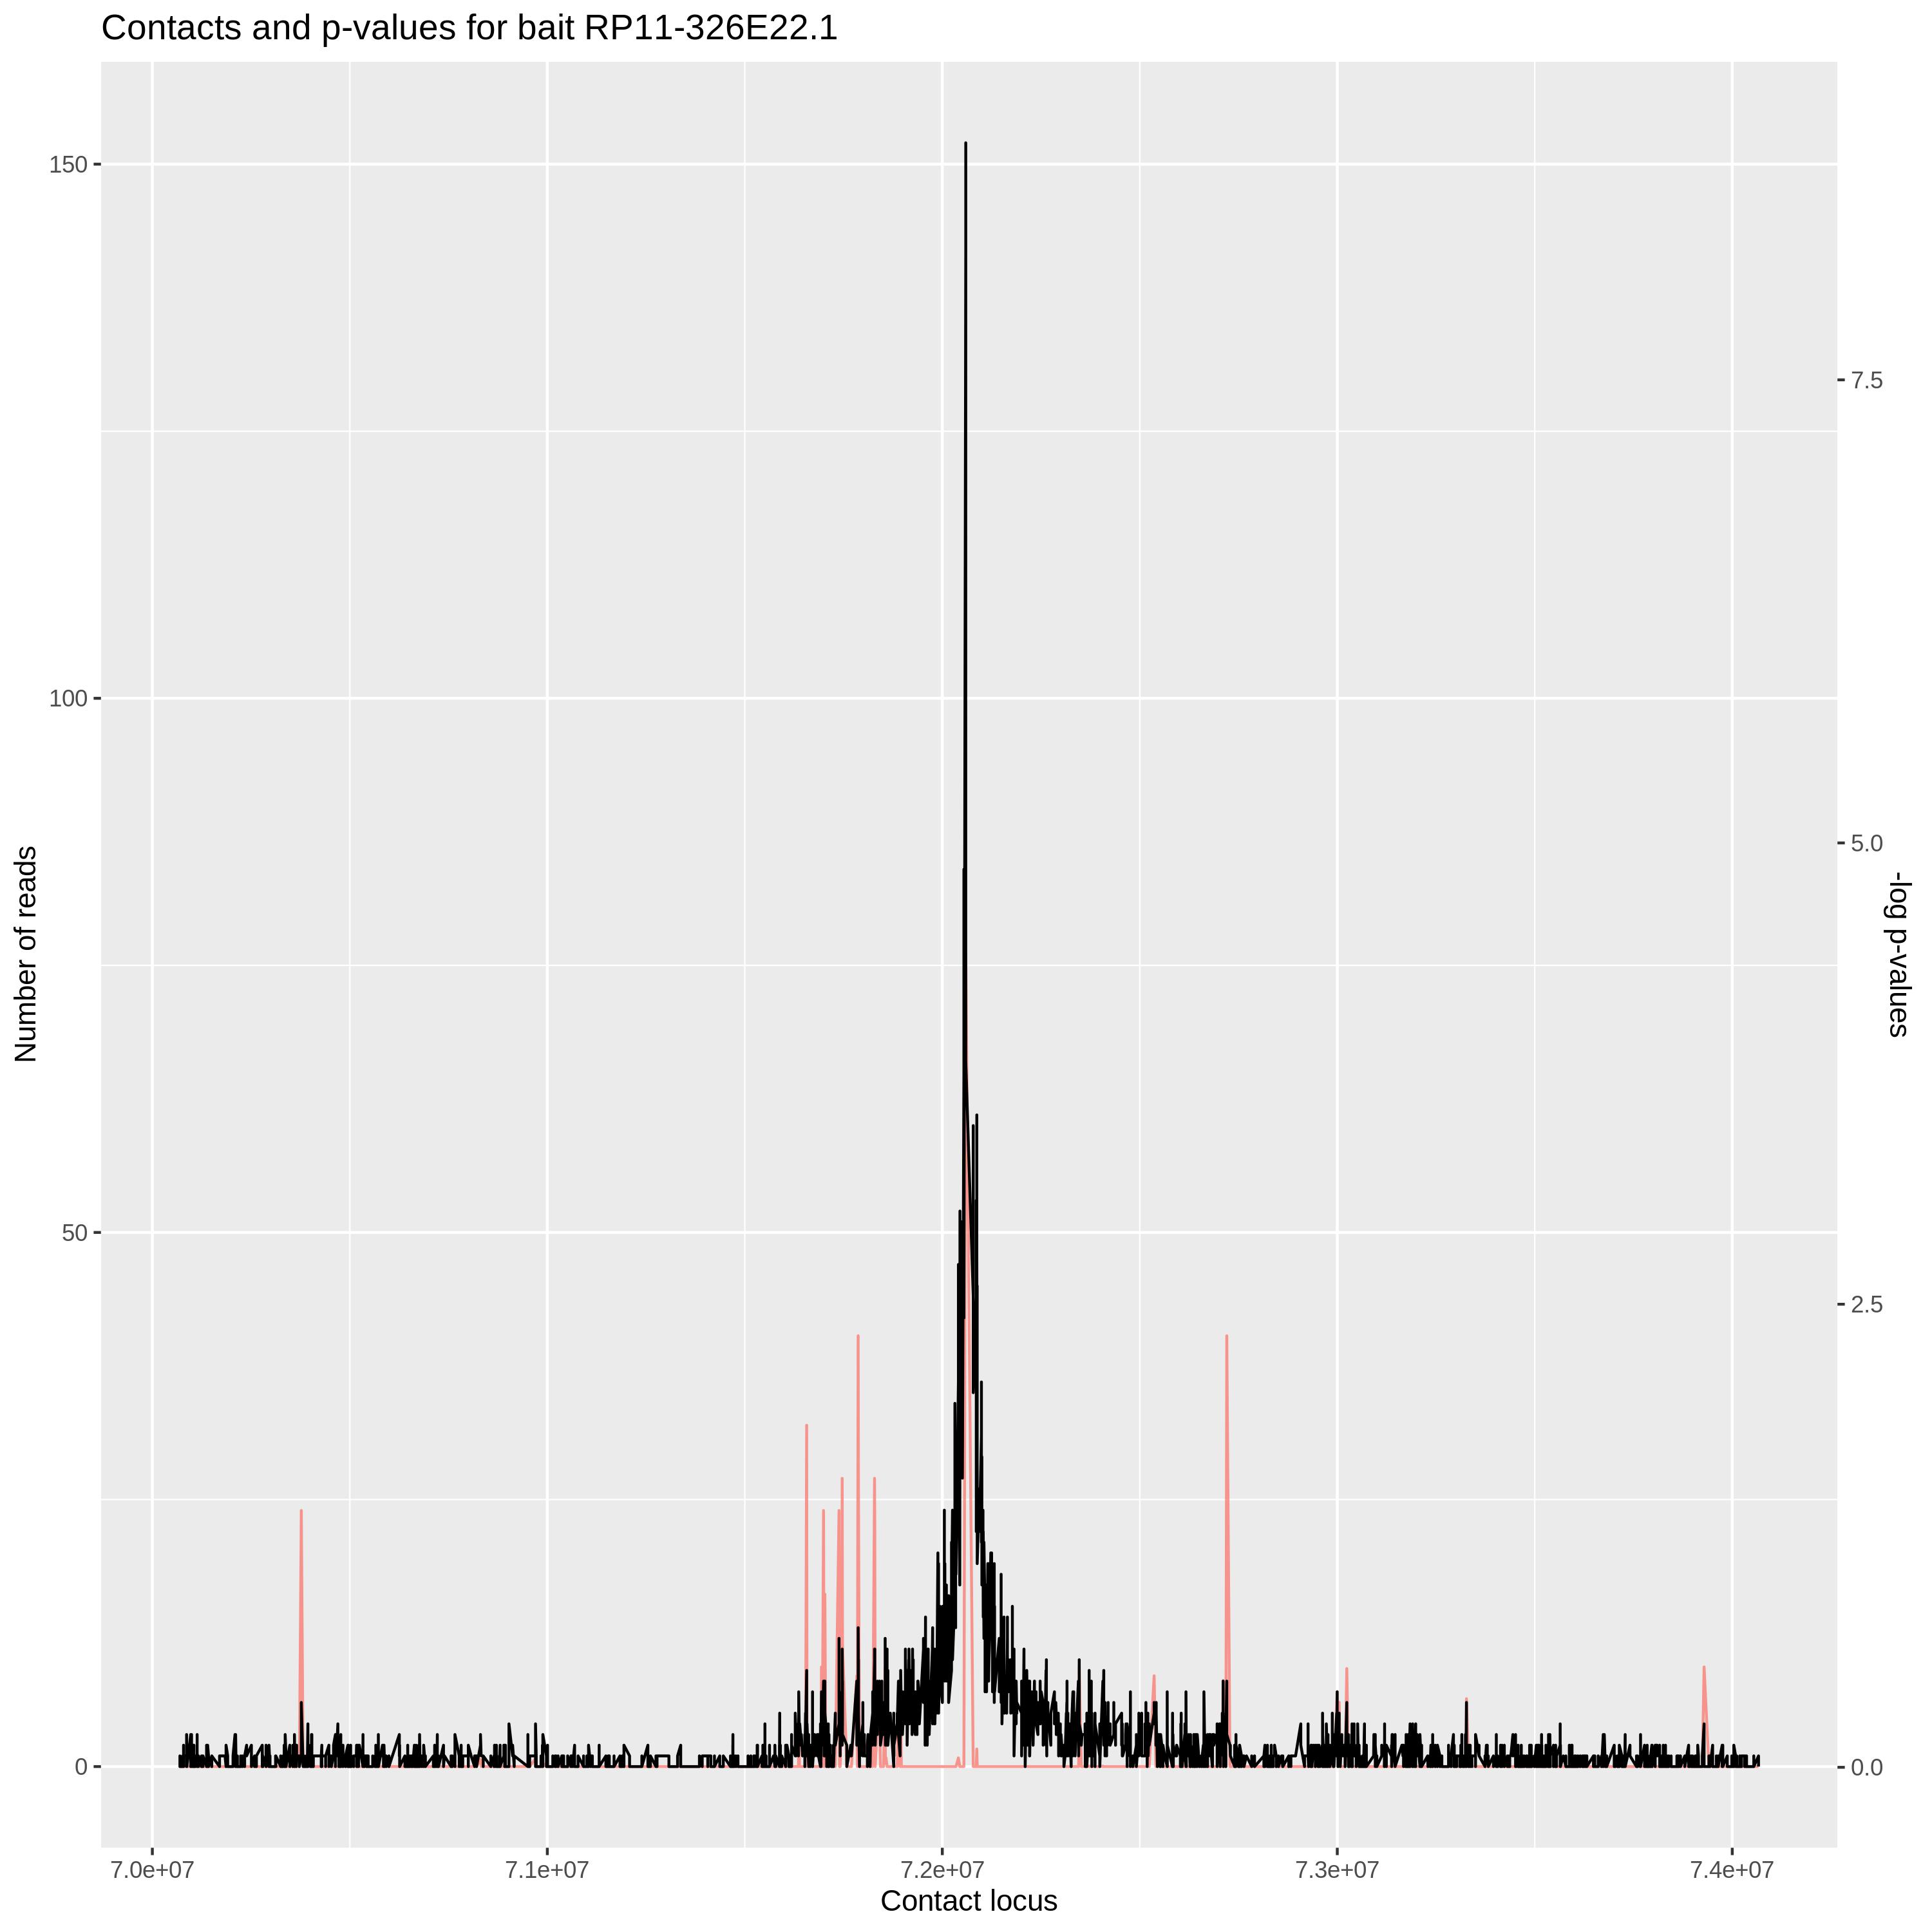 Contacts and p-values for bait RP11-326E22.1
150
100
50
0
Number of reads
7.5
5.0
2.5
0.0
-log p-values
7.0e+07 7.1e+07 7.2e+07 7.3e+07 7.4e+07
Contact locus